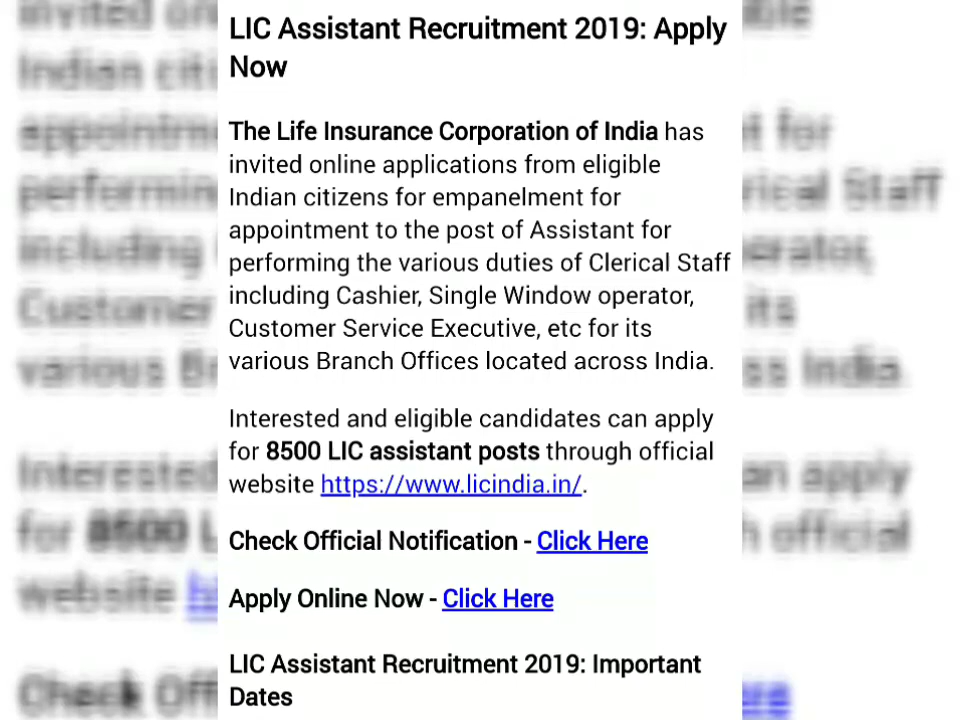 LIC Assistant Recruitment 2019: Apply
Now
The Life Insurance Corporation of India has
invited online applications from eligible
Indian citizens for empanelment for
appointment to the post of Assistant for
performing the various duties of Clerical Staff
including Cashier, Single Window operator,
Customer Service Executive, etc for its
various Branch Offices located across India.
Interested and eligible candidates can apply
for 8500 LIC assistant posts through official
website https://www.licindia.in/.
Check Official Notification - Click Here
Apply Online Now - Click Here
LIC Assistant Recruitment 2019: Important
Dates